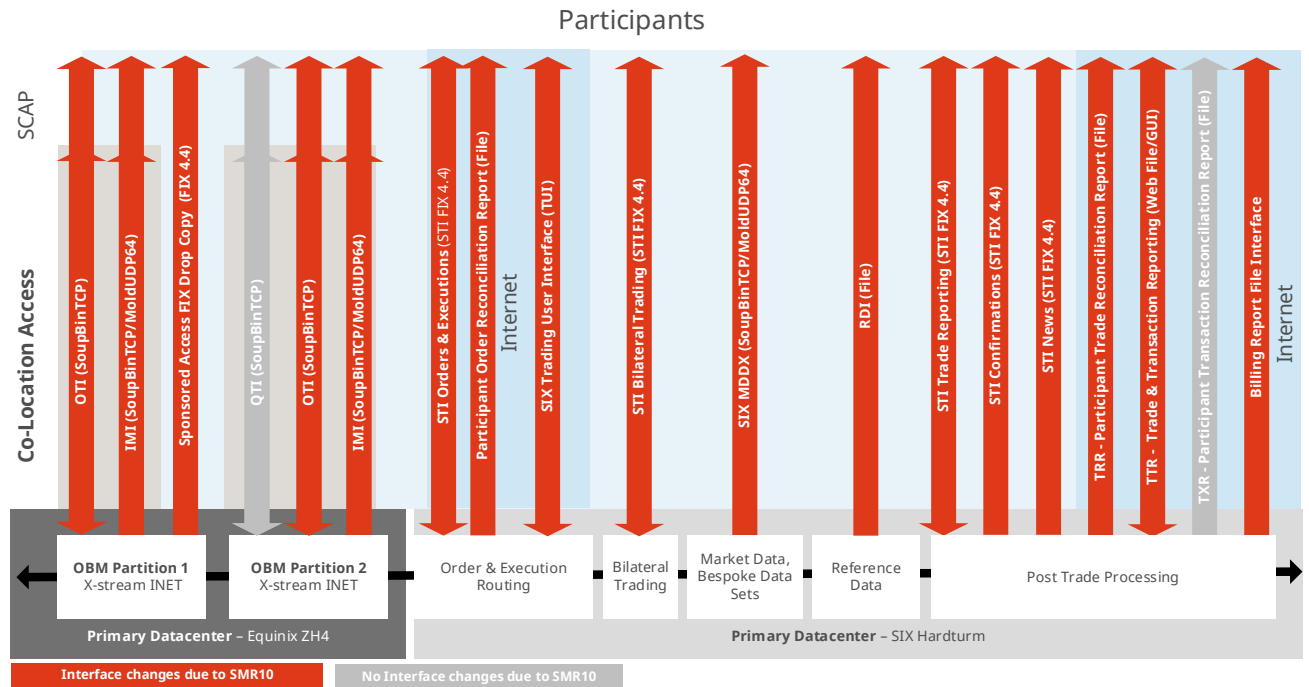 Participants
SCAP
Co-Location Access
OTI (SoupBinTCP)
IMI (SoupBinTCP/MoldUDP64)
Sponsored Access FIX Drop Copy (FIX 4.4)
QTI (SoupBinTCP)
OTI (SoupBinTCP)
IMI (SoupBinTCP/MoldUDP64)
STI Orders & Executions (STI FIX 4.4)
Participant Order Reconciliation Report (File)
Internet
SIX Trading User Interface (TUI)
STI Bilateral Trading (STI FIX 4.4)
SIX MDDX (SoupBinTCP/MoldUDP64)
RDI (File)
STI Trade Reporting (STI FIX 4.4)
STI Confirmations (STI FIX 4.4)
STI News (STI FIX 4.4)
TRR - Participant Trade Reconciliation Report (File)
TTR - Trade & Transaction Reporting (Web File/GUI)
TXR - Participant Transaction Reconciliation Report (File)
Billing Report File Interface
Internet
OBM Partition 1
X-stream INET
OBM Partition 2
X-stream INET
Order & Execution
Routing
Bilateral
Trading
Market Data,
Bespoke Data
Sets
Reference
Data
Post Trade Processing
Primary Datacenter – Equinix ZH4
Primary Datacenter – SIX Hardturm
Interface changes due to SMR10
No Interface changes due to SMR10